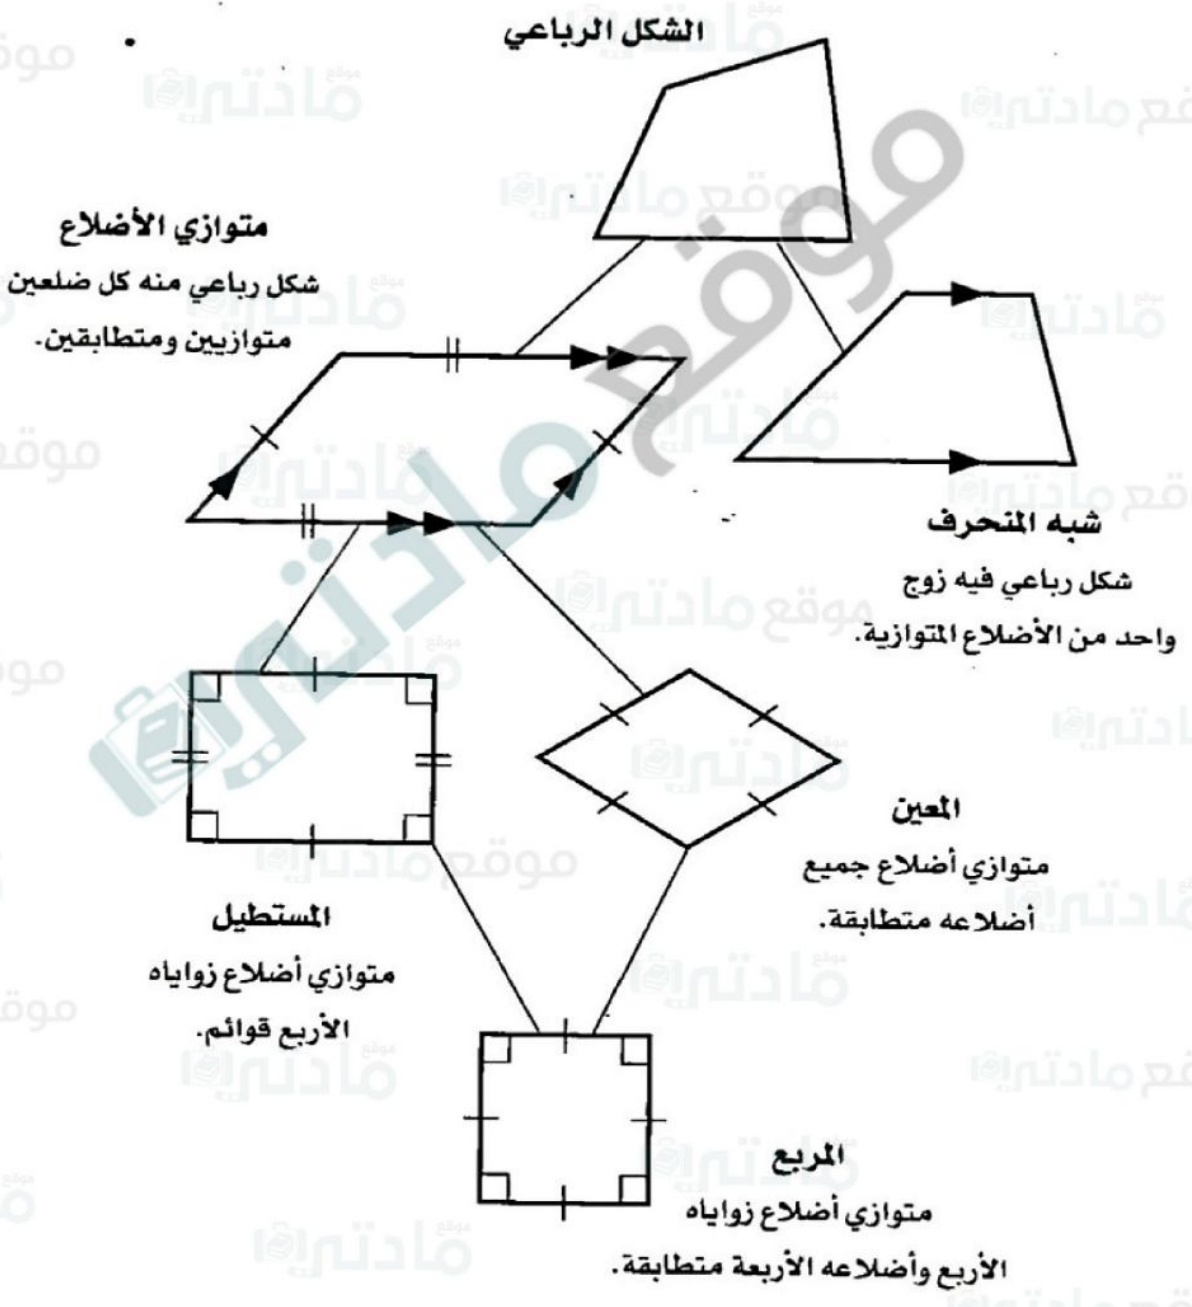 الشكل الرباعي
متوازي الأضلاع
شكل رباعي منه كل ضلعين
متوازيين ومتطابقين.
شبه المنحرف
شكل رباعي فيه زوج
واحد من الأضلاع المتوازية.
المعين
متوازي أضلاع جميع
أضلاعه متطابقة.
المستطيل
متوازي أضلاع زواياه
الأربع قوائم.
المربع
متوازي أضلاع زواياه
الأربع وأضلاعه الأربعة متطابقة.
موقع مادتي